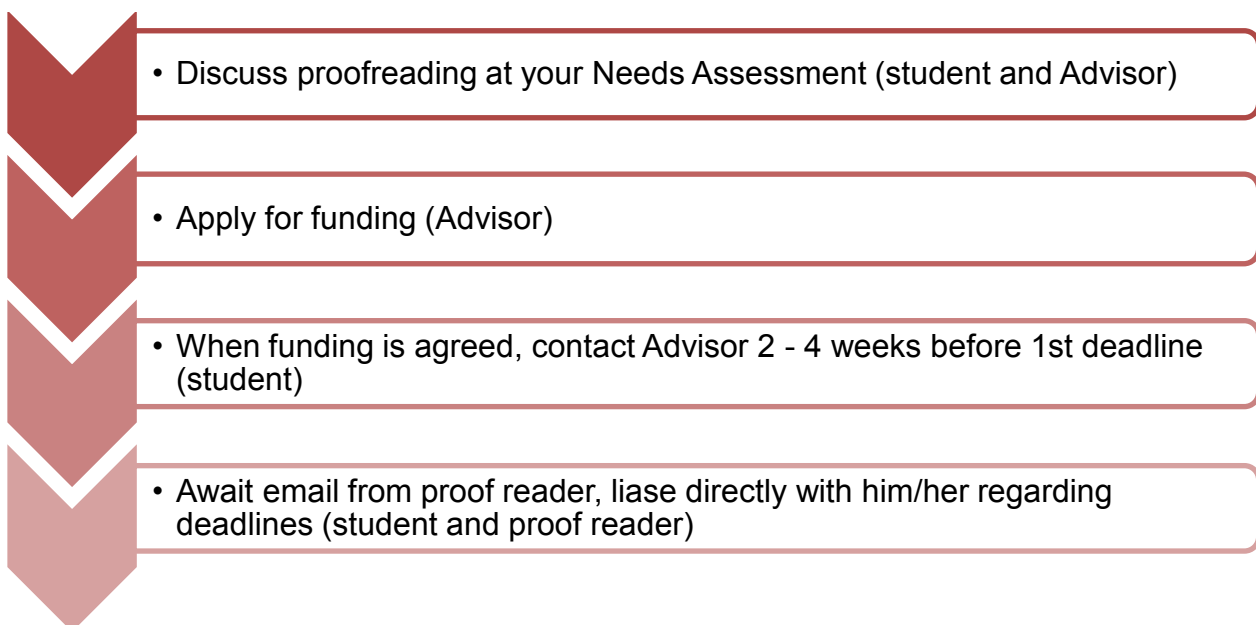 • Discuss proofreading at your Needs Assessment (student and Advisor)
• Apply for funding (Advisor)
• When funding is agreed, contact Advisor 2 - 4 weeks before 1st deadline
(student)
• Await email from proof reader, liase directly with him/her regarding
deadlines (student and proof reader)